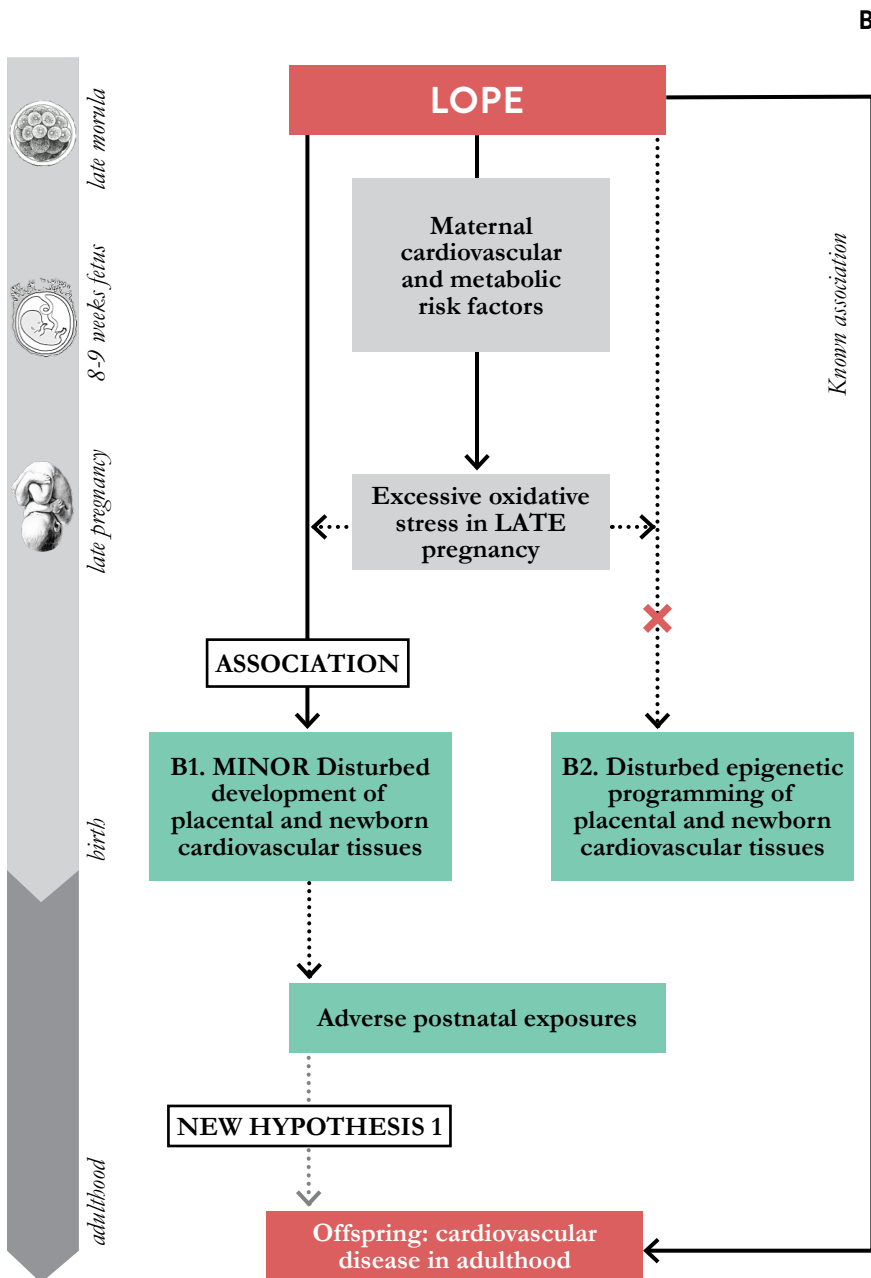 B
LOPE
late morula
Maternal
cardiovascular
and metabolic
risk factors
Known association
8-9 weeks fetus
late pregnancy
Excessive oxidative
stress in LATE
pregnancy
ASSOCIATION
B1. MINOR Disturbed
development of
placental and newborn
cardiovascular tissues
B2. Disturbed epigenetic
programming of
placental and newborn
cardiovascular tissues
birth
Adverse postnatal exposures
NEW HYPOTHESIS 1
adulthood
Offspring: cardiovascular
disease in adulthood